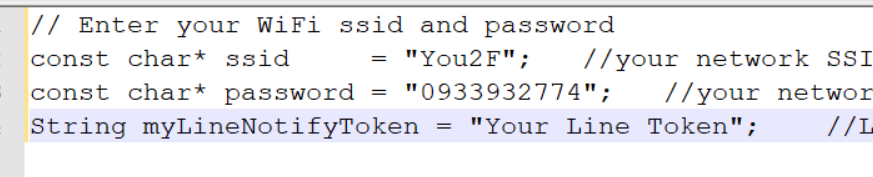 // Enter your WiFi ssid and password
const char* ssid     = "You2F";   //your network SSI
const char* password = "0933932774";   //your networ
String myLineNotifyToken = "Your Line Token";    //L